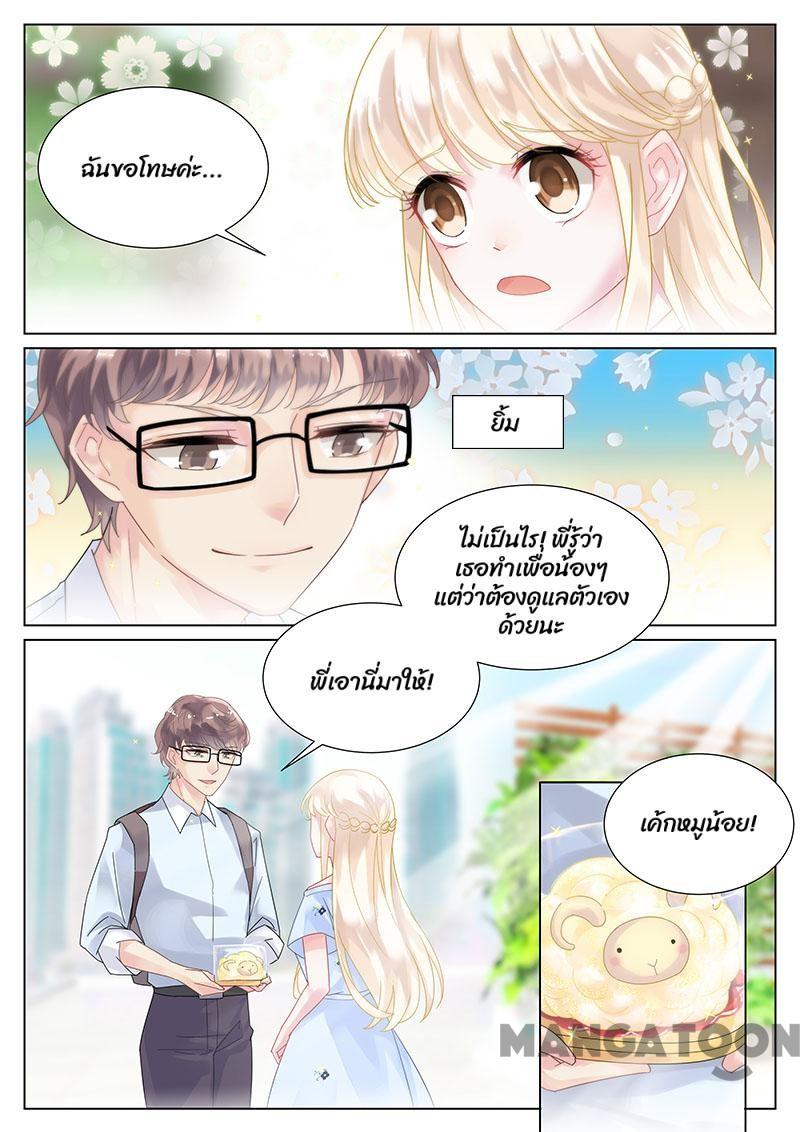 ฉันขอโทษค่ะ...
ยิ้ม
ไม่เป็นไร! พี่รู้ว่า
เธอทำเพื่อน้องๆ
แต่ว่าต้องดูแลตัวเอง
ด้วยนะ
พี่เอานี่มาให้!
เค้กหมูน้อย!
MANGATOON